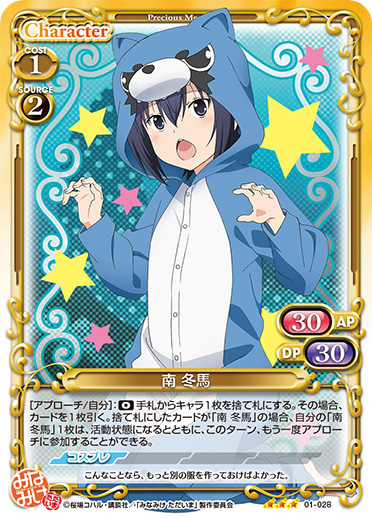 Precious Me
Character
COST
1
SOURCE
2
30 AP
DP 30
南 冬馬
[アプローチ/自分]: 手札からキャラ1枚を捨て札にする。その場合、
カードを1枚引く。捨て札にしたカードが「南 冬馬」の場合、自分の「南
冬馬」1枚は、活動状態になるとともに、このターン、もう一度アプロー
チに参加することができる。
コスプレ
こんなことなら、もっと別の服を作っておけばよかった。
みなみけ
©桜場コハル・講談社/「みなみけ ただいま」製作委員会
01-028